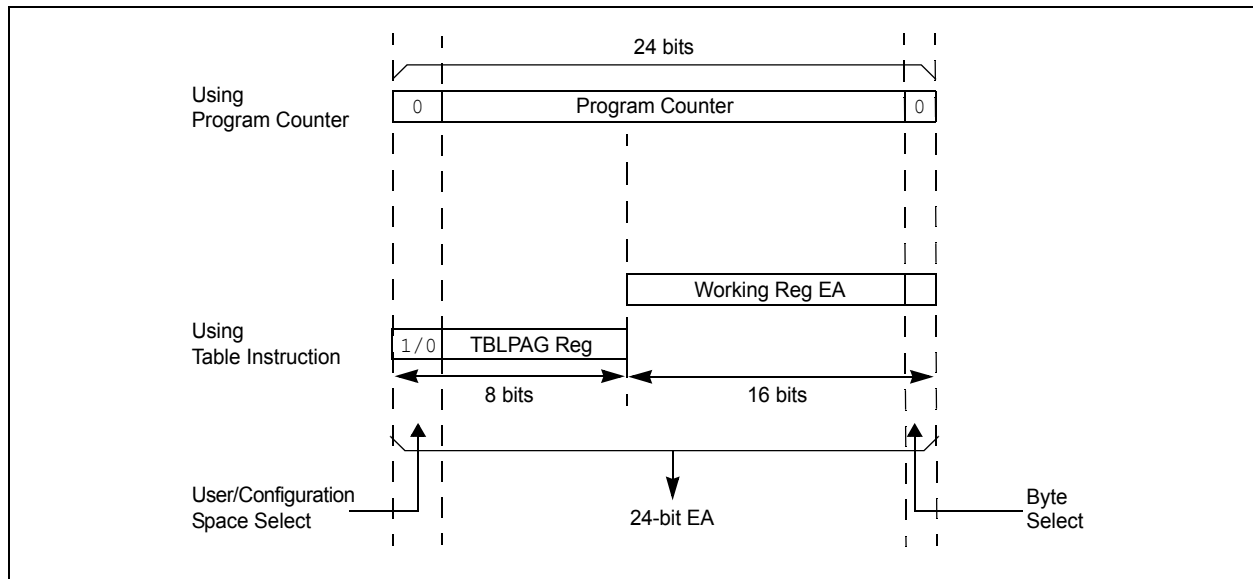 24 bits
Using
Program Counter
0
Program Counter
0
Working Reg EA
Using
Table Instruction
1/0
TBLPAG Reg
8 bits
16 bits
User/Configuration
Space Select
24-bit EA
Byte
Select